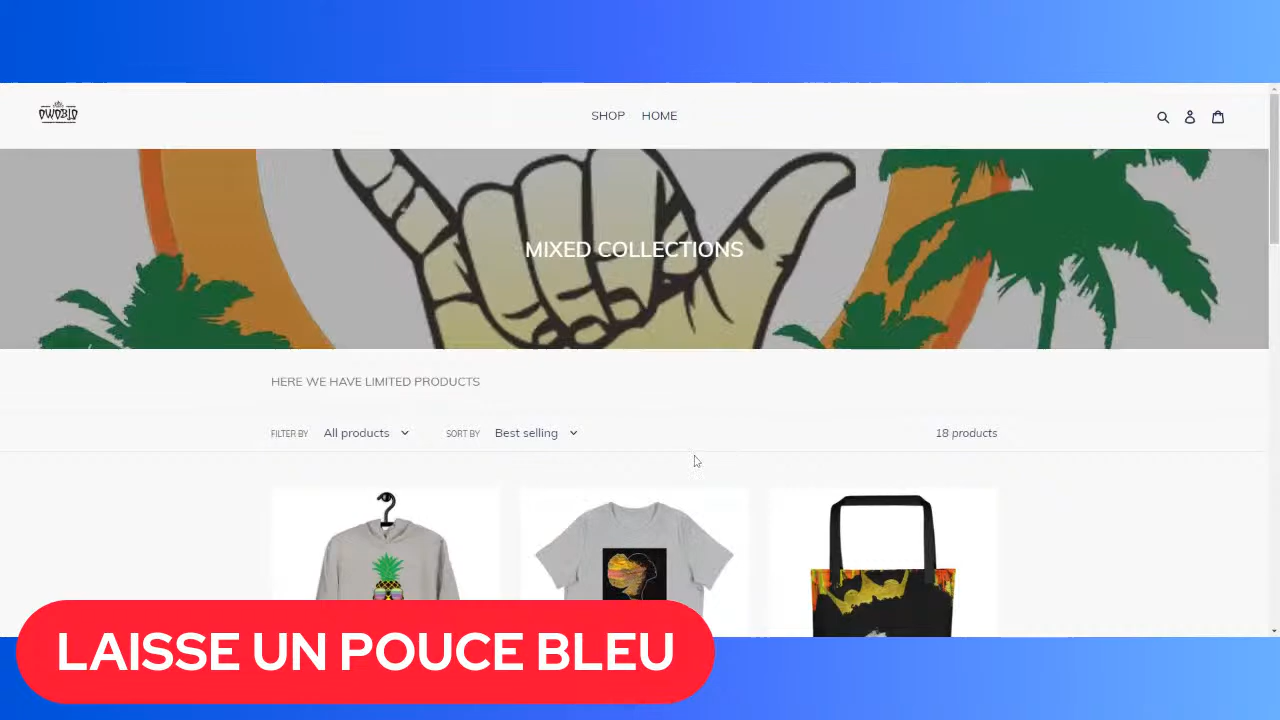 OWOBIO
SHOP HOME
MIXED COLLECTIONS
HERE WE HAVE LIMITED PRODUCTS
FILTER BY All products SORT BY Best selling 18 products
LAISSE UN POUCE BLEU